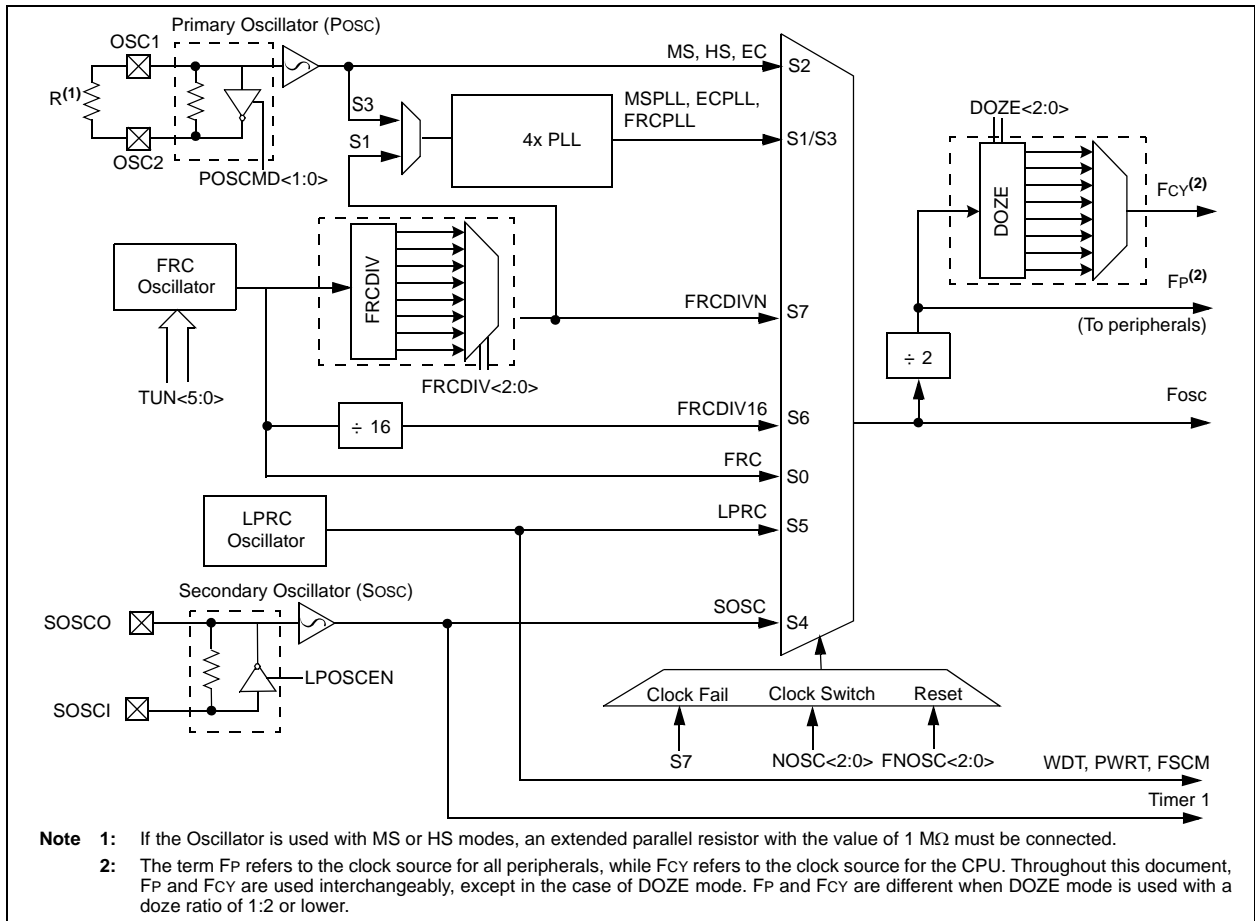 Primary Oscillator (POSC)
OSC1
R(1)
OSC2
POSCMD<1:0>
S3
S1
4x PLL
MS, HS, EC
MSPLL, ECPLL,
FRCPLL
S2
S1/S3
DOZE<2:0>
DOZE
FCY(2)
FP(2)
(To peripherals)
÷ 2
Fosc
FRC
Oscillator
TUN<5:0>
FRCDIV
FRCDIV<2:0>
FRCDIVN
S7
÷ 16
FRCDIV16
S6
FRC
S0
LPRC
Oscillator
LPRC
S5
Secondary Oscillator (SOSC)
SOSCO
SOSCI
LPOSCEN
SOSC
S4
Clock Fail
Clock Switch
Reset
S7
NOSC<2:0>
FNOSC<2:0>
WDT, PWRT, FSCM
Timer 1
Note 1: If the Oscillator is used with MS or HS modes, an extended parallel resistor with the value of 1 MΩ must be connected.
2: The term FP refers to the clock source for all peripherals, while FCY refers to the clock source for the CPU. Throughout this document,
FP and FCY are used interchangeably, except in the case of DOZE mode. FP and FCY are different when DOZE mode is used with a
doze ratio of 1:2 or lower.